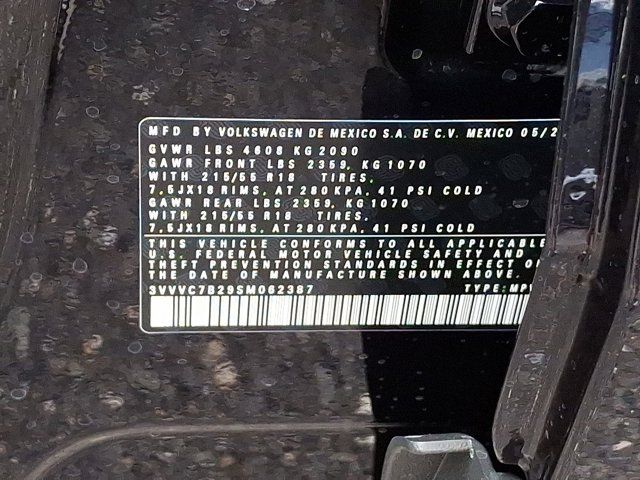 MFD BY VOLKSWAGEN DE MEXICO S.A. DE C.V. MEXICO 05/2
GVWR LBS 4608 KG 2090
GAWR FRONT LBS 2359, KG 1070
WITH 215/55 R18 TIRES,
7,5JX18 RIMS, AT 280 KPA, 41 PSI COLD
GAWR REAR LBS 2359, KG 1070
WITH 215/55 R18 TIRES,
7,5JX18 RIMS, AT 280 KPA, 41 PSI COLD
THIS VEHICLE CONFORMS TO ALL APPLICABLE
U.S. FEDERAL MOTOR VEHICLE SAFETY AND
THEFT PREVENTION STANDARDS IN EFFECT O
THE DATE OF MANUFACTURE SHOWN ABOVE.
3VVVC7B29SM062387 TYPE: MP